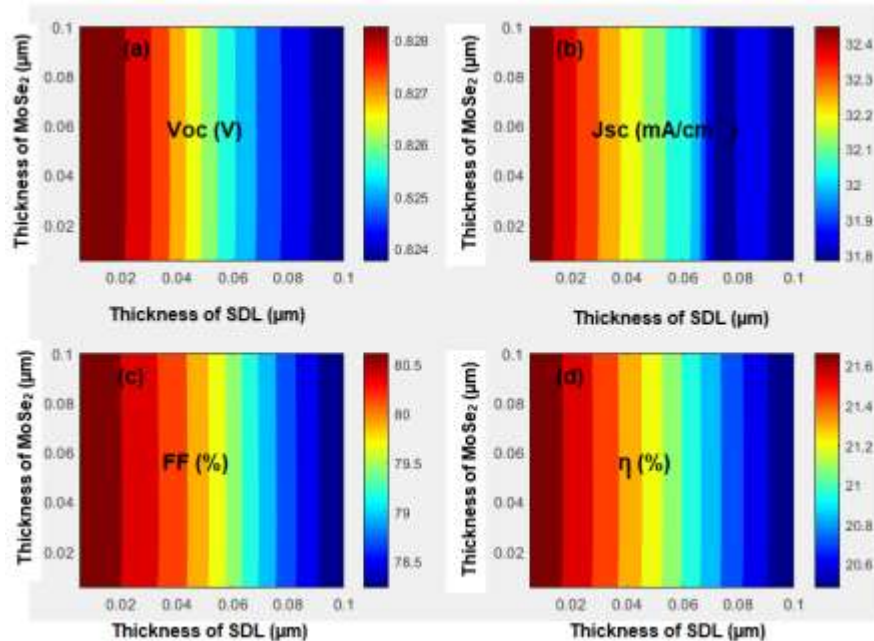 (a)
Voc (V)
Thickness of MoSe₂ (µm)
0.1
0.08
0.06
0.04
0.02
0.02 0.04 0.06 0.08 0.1
Thickness of SDL (µm)
0.828
0.827
0.826
0.825
0.824
(b)
Jsc (mA/cm
Thickness of MoSe₂ (µm)
0.1
0.08
0.06
0.04
0.02
0.02 0.04 0.06 0.08 0.1
Thickness of SDL (µm)
32.4
32.3
32.2
32.1
32
31.9
31.8
(c)
FF (%)
Thickness of MoSe₂ (µm)
0.1
0.08
0.06
0.04
0.02
0.02 0.04 0.06 0.08 0.1
Thickness of SDL (µm)
80.5
80
79.5
79
78.5
(d)
η (%)
Thickness of MoSe₂ (µm)
0.1
0.08
0.06
0.04
0.02
0.02 0.04 0.06 0.08 0.1
Thickness of SDL (µm)
21.6
21.4
21.2
21
20.8
20.6